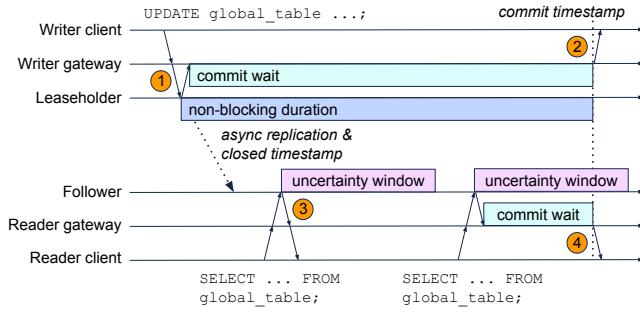 UPDATE global_table ...;
commit timestamp
Writer client
2
Writer gateway
1
commit wait
Leaseholder
non-blocking duration
async replication &
closed timestamp
uncertainty window
uncertainty window
Follower
3
Reader gateway
commit wait
4
Reader client
SELECT ... FROM
global_table;
SELECT ... FROM
global_table;